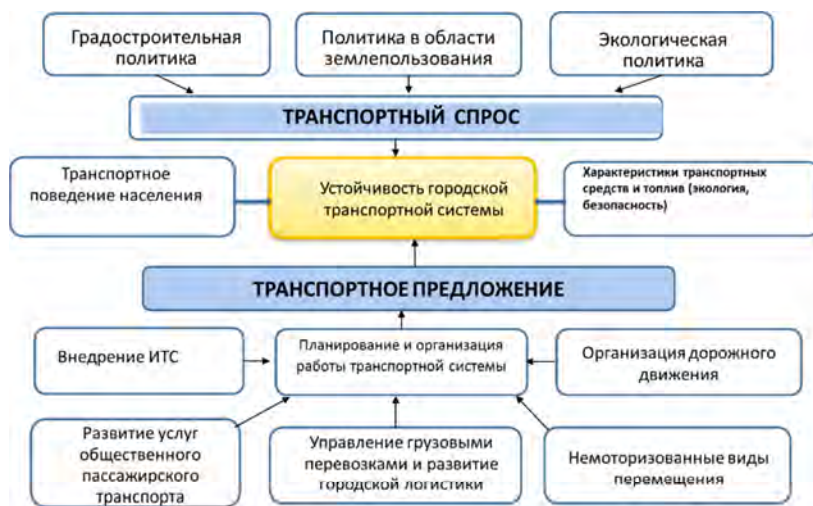 Градостроительная
политика
Политика в области
землепользования
Экологическая
политика
ТРАНСПОРТНЫЙ СПРОС
Транспортное
поведение населения
Устойчивость городской
транспортной системы
Характеристики транспортных
средств и топлив (экология,
безопасность)
ТРАНСПОРТНОЕ ПРЕДЛОЖЕНИЕ
Внедрение ИТС
Планирование и организация
работы транспортной системы
Организация дорожного
движения
Развитие услуг
общественного
пассажирского
транспорта
Управление грузовыми
перевозками и развитие
городской логистики
Немоторизованные виды
перемещения